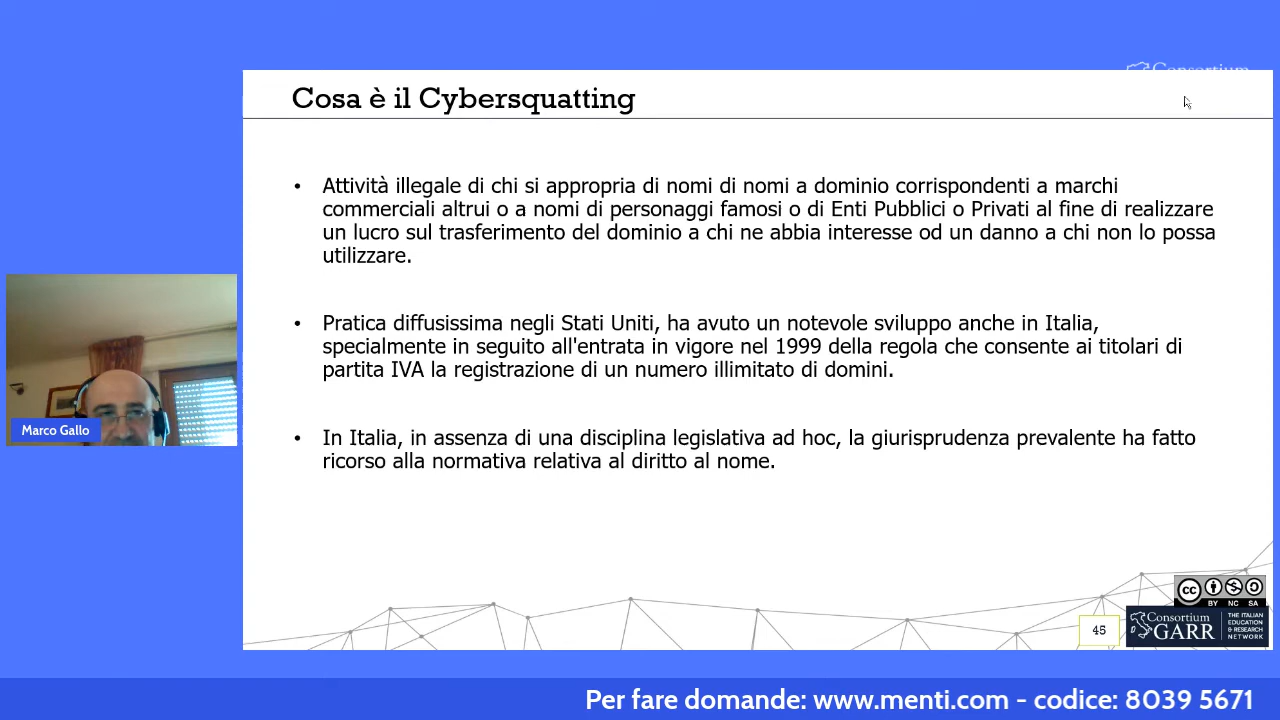 Consortium
Cosa è il Cybersquatting
• Attività illegale di chi si appropria di nomi di nomi a dominio corrispondenti a marchi
commerciali altrui o a nomi di personaggi famosi o di Enti Pubblici o Privati al fine di realizzare
un lucro sul trasferimento del dominio a chi ne abbia interesse od un danno a chi non lo possa
utilizzare.
• Pratica diffusissima negli Stati Uniti, ha avuto un notevole sviluppo anche in Italia,
specialmente in seguito all'entrata in vigore nel 1999 della regola che consente ai titolari di
partita IVA la registrazione di un numero illimitato di domini.
• In Italia, in assenza di una disciplina legislativa ad hoc, la giurisprudenza prevalente ha fatto
ricorso alla normativa relativa al diritto al nome.
Marco Gallo
cc
BY NC SA
45
Consortium
GARR
THE ITALIAN
EDUCATION
& RESEARCH
NETWORK
Per fare domande: www.menti.com - codice: 8039 5671